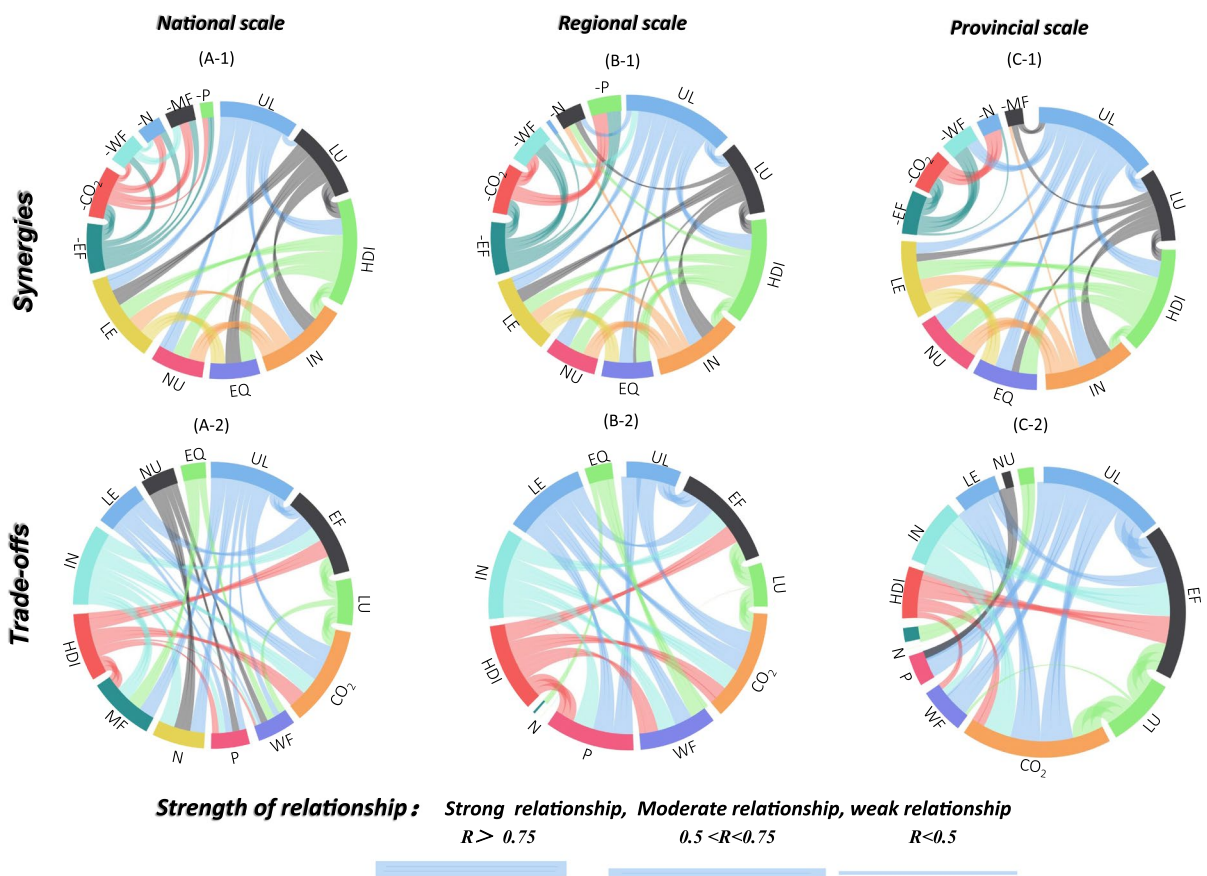 National scale
Regional scale
Provincial scale
(A-1)
(B-1)
(C-1)
Synergies
-EF
-CO2
-WF
-N
-MF
-P
UL
LU
HDI
IN
EQ
NU
LE
-EF
-CO2
-WF
-N
-P
UL
LU
HDI
IN
EQ
NU
LE
-EF
-CO2
-WF
-N
-MF
UL
LU
HDI
IN
EQ
NU
LE
(A-2)
(B-2)
(C-2)
Trade-offs
HDI
IN
LE
NU
EQ
UL
EF
LU
CO2
WF
P
N
MF
HDI
IN
LE
EQ
UL
EF
LU
CO2
WF
P
N
HDI
IN
LE
NU
UL
EF
LU
CO2
WF
P
N
Strength of relationship：
Strong relationship, Moderate relationship, weak relationship
R＞ 0.75
0.5 <R<0.75
R<0.5